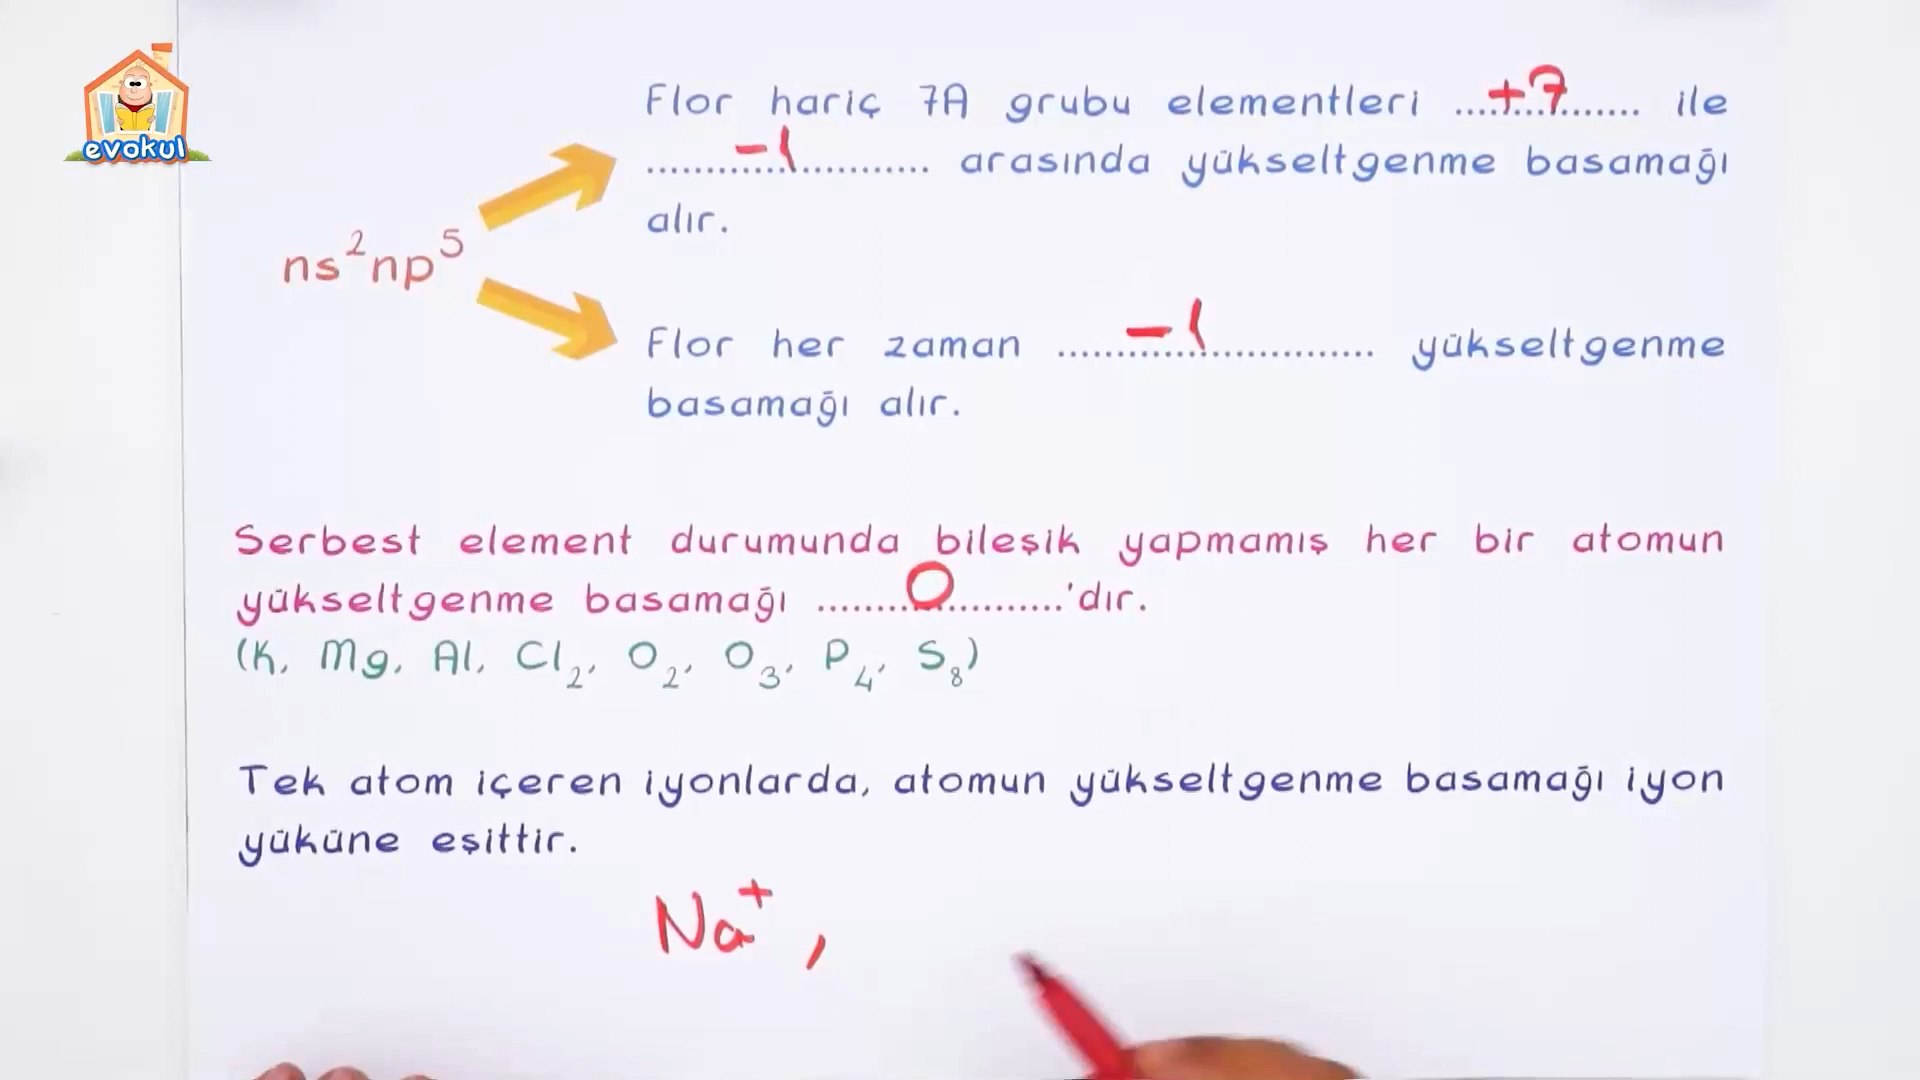 evokul
Flor hariç 7A grubu elementleri ....+7.... ile
....-1.... arasında yükseltgenme basamağı
alır.
ns²np⁵
Flor her zaman ....-1.... yükseltgenme
basamağı alır.
Serbest element durumunda bileşik yapmamış her bir atomun
yükseltgenme basamağı ....0....'dır.
(K, Mg, Al, Cl₂, O₂, O₃, P₄, S₈)
Tek atom içeren iyonlarda, atomun yükseltgenme basamağı iyon
yüküne eşittir.
Na⁺,